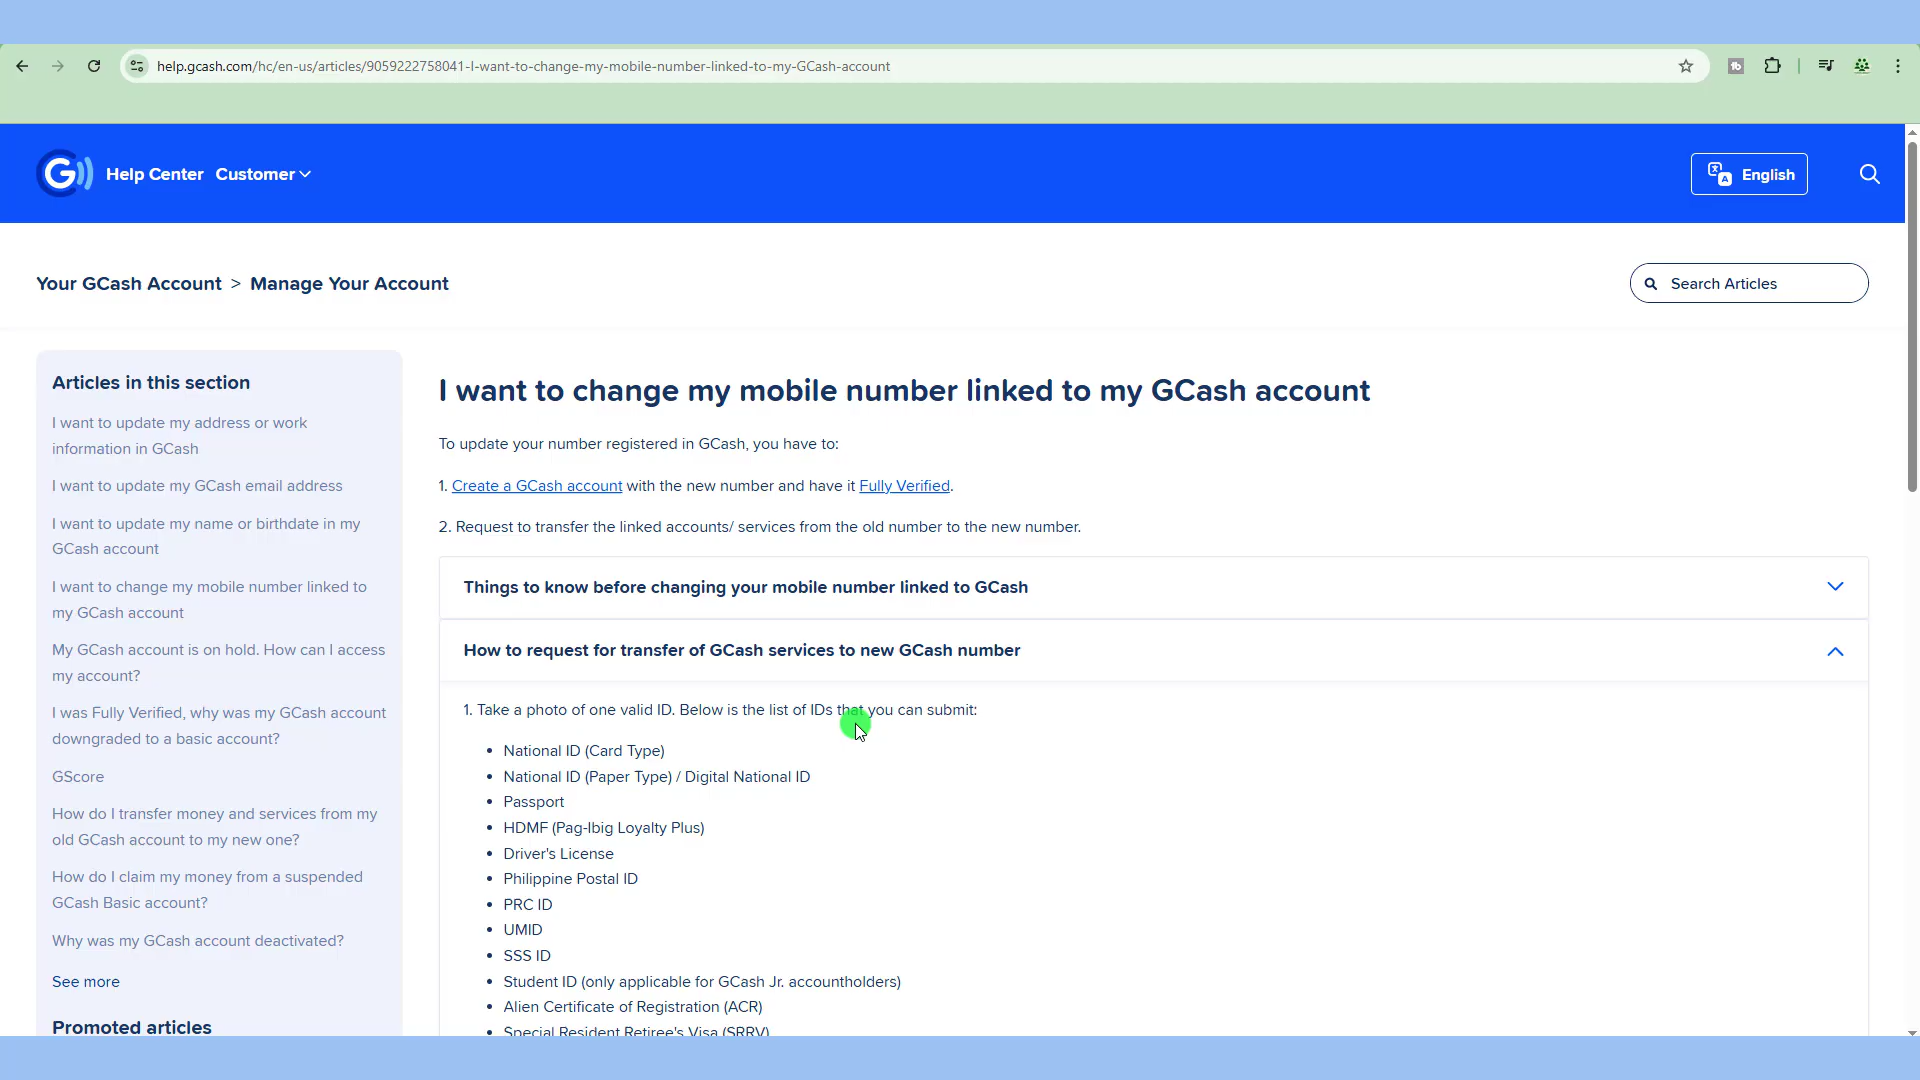 help.gcash.com/hc/en-us/articles/9059222758041-I-want-to-change-my-mobile-number-linked-to-my-GCash-account
G
Help Center Customer
English
Your GCash Account > Manage Your Account
Search Articles
Articles in this section
I want to update my address or work
information in GCash
I want to update my GCash email address
I want to update my name or birthdate in my
GCash account
I want to change my mobile number linked to
my GCash account
My GCash account is on hold. How can I access
my account?
I was Fully Verified, why was my GCash account
downgraded to a basic account?
GScore
How do I transfer money and services from my
old GCash account to my new one?
How do I claim my money from a suspended
GCash Basic account?
Why was my GCash account deactivated?
See more
Promoted articles
I want to change my mobile number linked to my GCash account
To update your number registered in GCash, you have to:
1. Create a GCash account with the new number and have it Fully Verified.
2. Request to transfer the linked accounts/ services from the old number to the new number.
Things to know before changing your mobile number linked to GCash
How to request for transfer of GCash services to new GCash number
1. Take a photo of one valid ID. Below is the list of IDs that you can submit:
• National ID (Card Type)
• National ID (Paper Type) / Digital National ID
• Passport
• HDMF (Pag-Ibig Loyalty Plus)
• Driver's License
• Philippine Postal ID
• PRC ID
• UMID
• SSS ID
• Student ID (only applicable for GCash Jr. accountholders)
• Alien Certificate of Registration (ACR)
• Special Resident Retiree's Visa (SRRV)